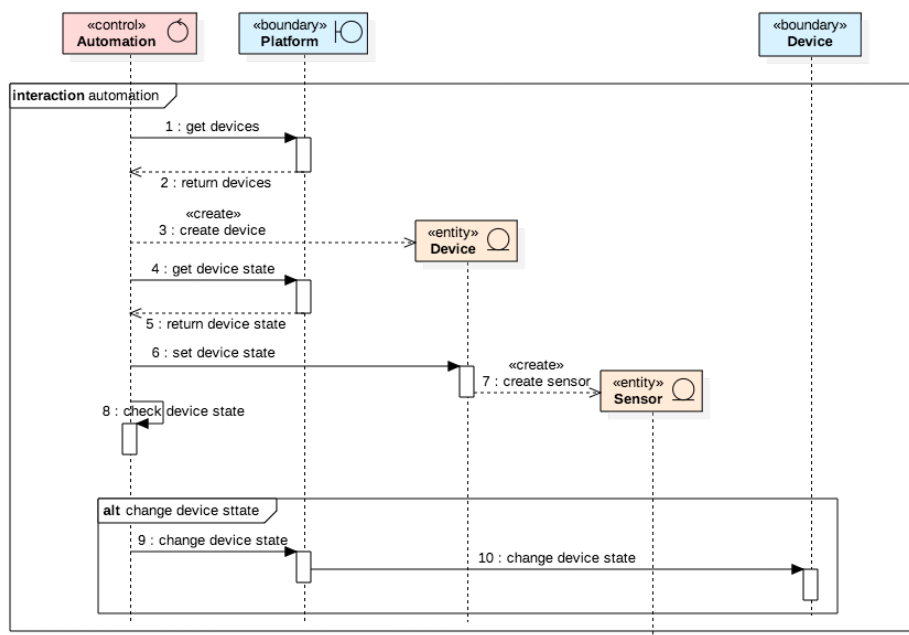 «control»
Automation
«boundary»
Platform
«boundary»
Device
interaction automation
1 : get devices
2 : return devices
«create»
3 : create device
«entity»
Device
4 : get device state
5 : return device state
6 : set device state
«create»
7 : create sensor
«entity»
Sensor
8 : check device state
alt change device sttate
9 : change device state
10 : change device state